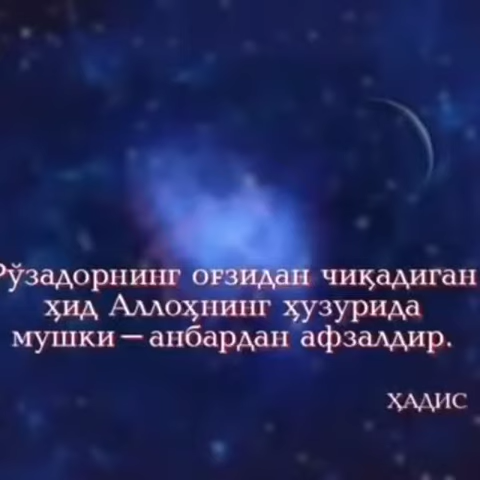 Рўзадорнинг оғзидан чиқадиган
ҳид Аллоҳнинг ҳузурида
мушки — анбардан афзалдир.
ҲАДИС